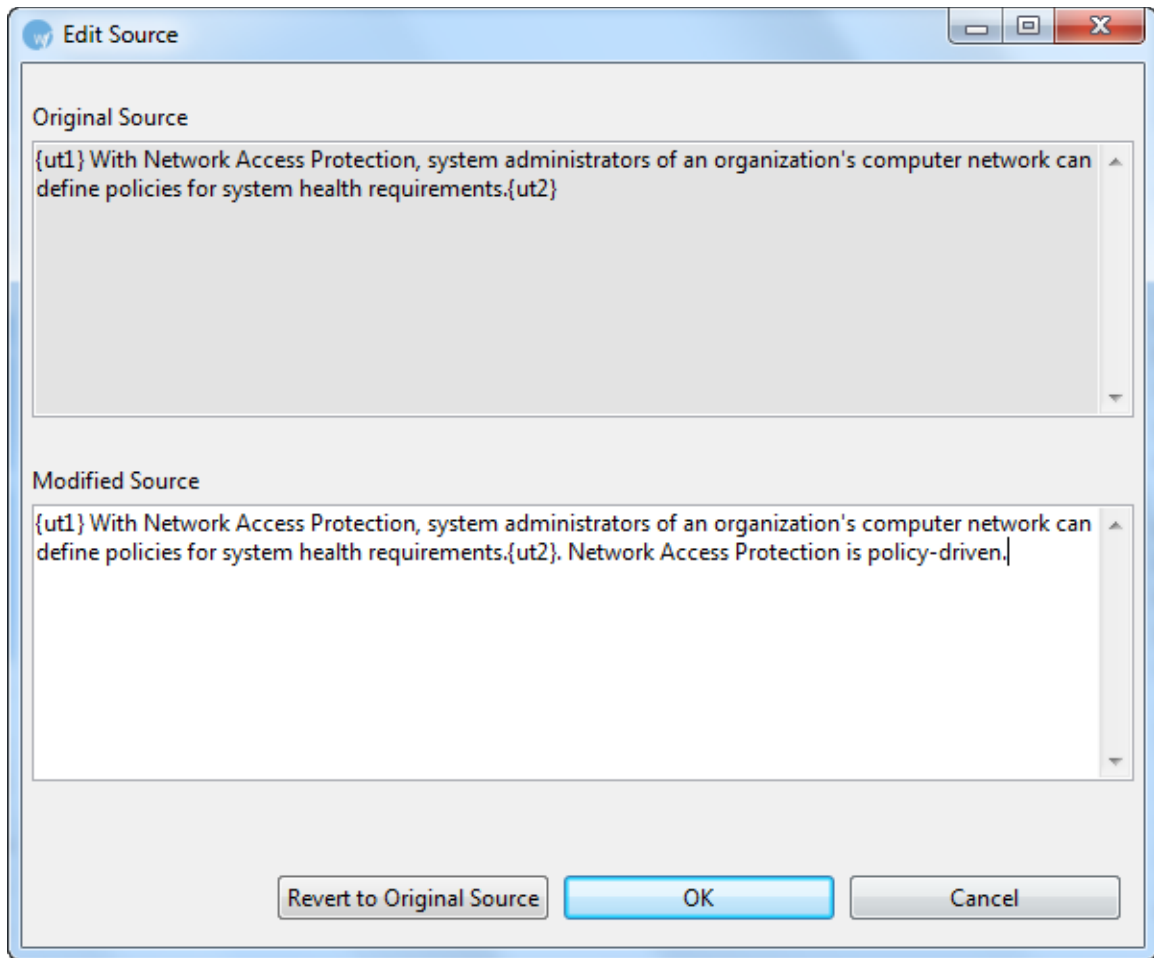 Edit Source
Original Source
{ut1} With Network Access Protection, system administrators of an organization's computer network can
define policies for system health requirements.{ut2}
Modified Source
{ut1} With Network Access Protection, system administrators of an organization's computer network can
define policies for system health requirements.{ut2}. Network Access Protection is policy-driven.
Revert to Original Source
OK
Cancel